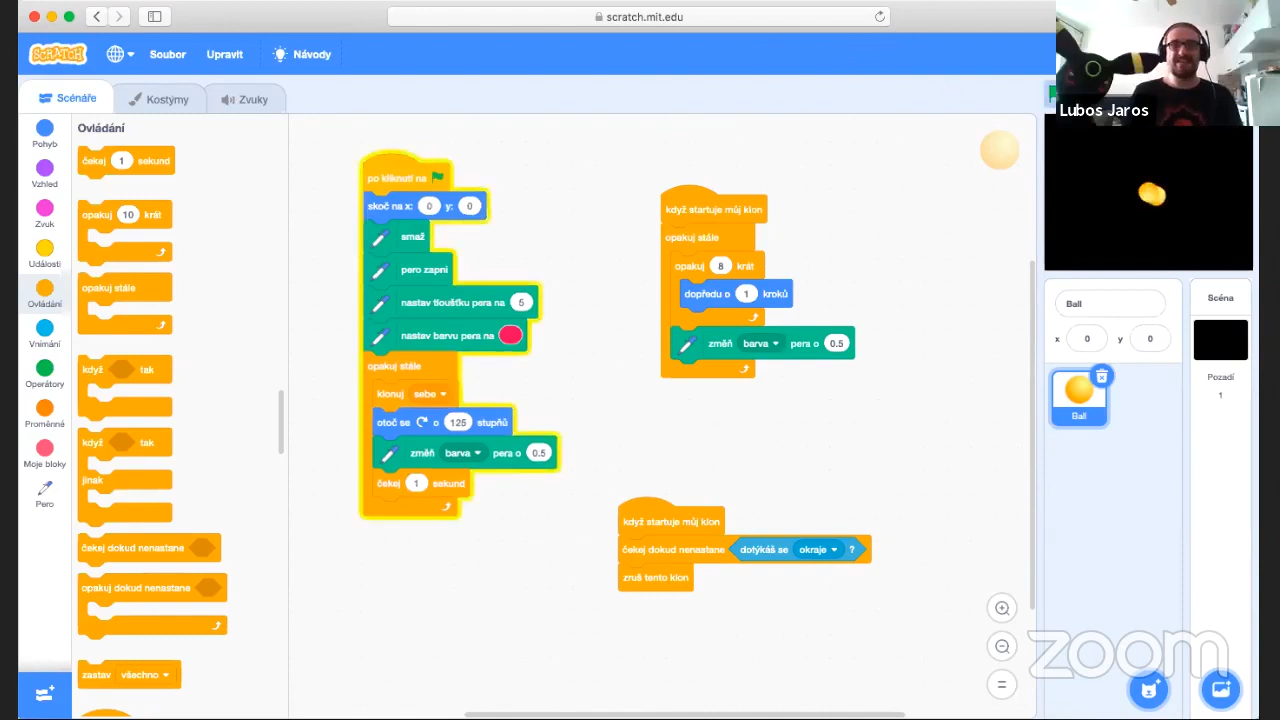 scratch.mit.edu
SCRATCH
Soubor
Upravit
Návody
Lubos Jaros
Scénáře
Kostýmy
Zvuky
Pohyb
Vzhled
Zvuk
Události
Ovládání
Vnímání
Operátory
Proměnné
Moje bloky
Pero
Ovládání
čekej 1 sekund
opakuj 10 krát
opakuj stále
když tak
když tak
jinak
čekej dokud nenastane
opakuj dokud nenastane
zastav všechno
po kliknutí na
skoč na x: 0 y: 0
smaž
pero zapni
nastav tloušťku pera na 5
nastav barvu pera na
opakuj stále
klonuj sebe
otoč se o 125 stupňů
změň barva pera o 0.5
čekej 1 sekund
když startuje můj klon
opakuj stále
opakuj 8 krát
dopředu o 1 kroků
změň barva pera o 0.5
když startuje můj klon
čekej dokud nenastane dotýkáš se okraje ?
zruš tento klon
Ball
x 0 y 0
Ball
Scéna
Pozadí
1
zoom